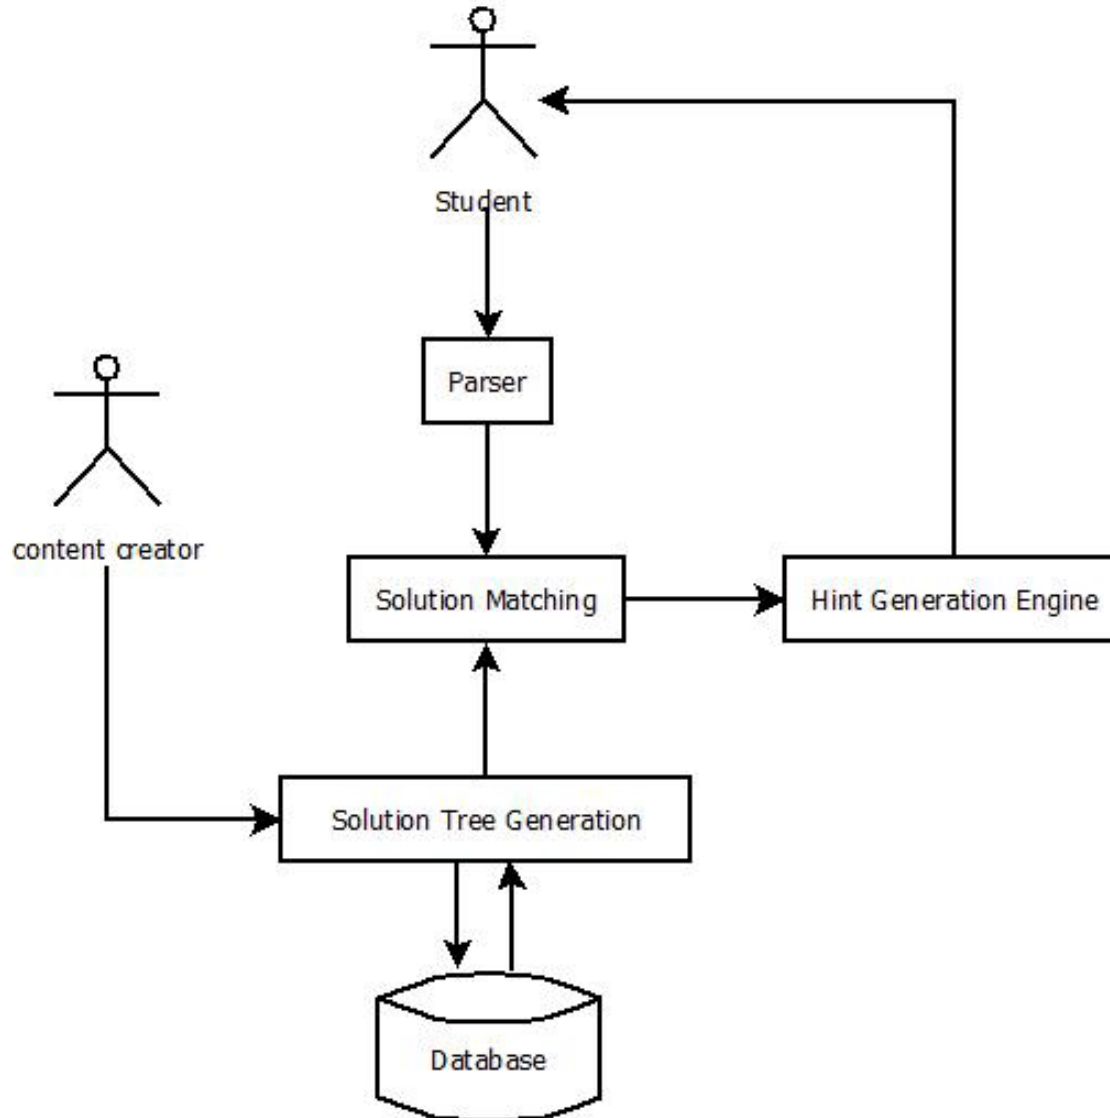 Student
Parser
content creator
Solution Matching
Hint Generation Engine
Solution Tree Generation
Database